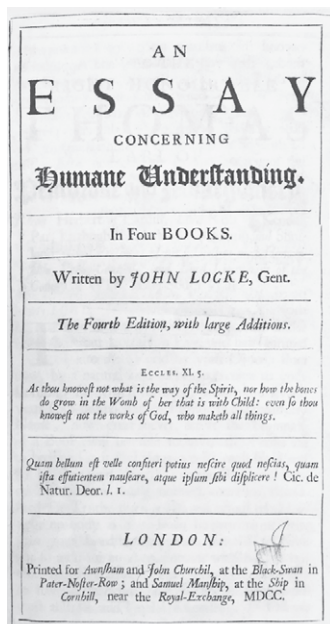 AN
ESSAY
CONCERNING
Humane Underſtanding.
In Four BOOKS.
Written by JOHN LOCKE, Gent.
The Fourth Edition, with large Additions.
ECCLES. XI. 5.
As thou knoweſt not what is the way of the Spirit, nor how the bones
do grow in the Womb of her that is with Child: even ſo thou
knoweſt not the works of God, who maketh all things.
Quam bellum eſt velle confiteri potius neſcire quod neſcias, quam
iſta effutientem nauſeare, atque ipſum ſibi diſplicere! Cic. de
Natur. Deor. l. 1.
LONDON:
Printed for Awnſham and John Churchil, at the Black-Swan in
Pater-Noſter-Row; and Samuel Manſhip, at the Ship in
Cornhill, near the Royal-Exchange, MDCC.